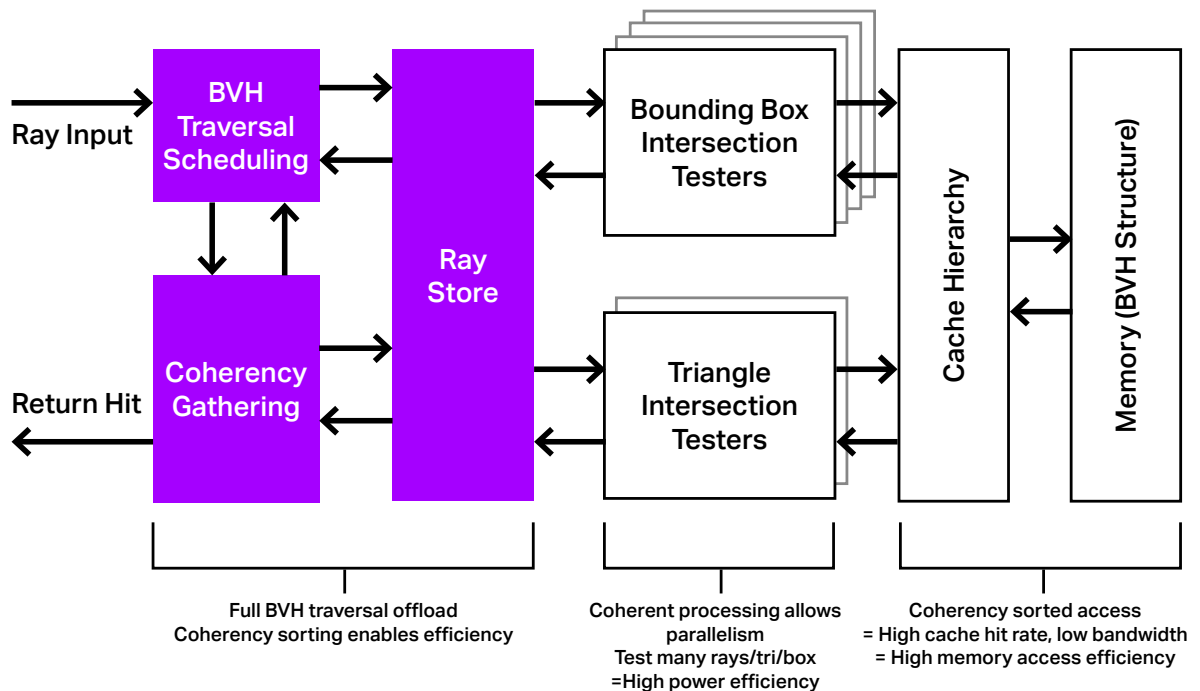 Ray Input
BVH
Traversal
Scheduling
Coherency
Gathering
Return Hit
Ray
Store
Bounding Box
Intersection
Testers
Triangle
Intersection
Testers
Cache Hierarchy
Memory (BVH Structure)
Full BVH traversal offload
Coherency sorting enables efficiency
Coherent processing allows
parallelism
Test many rays/tri/box
=High power efficiency
Coherency sorted access
= High cache hit rate, low bandwidth
= High memory access efficiency